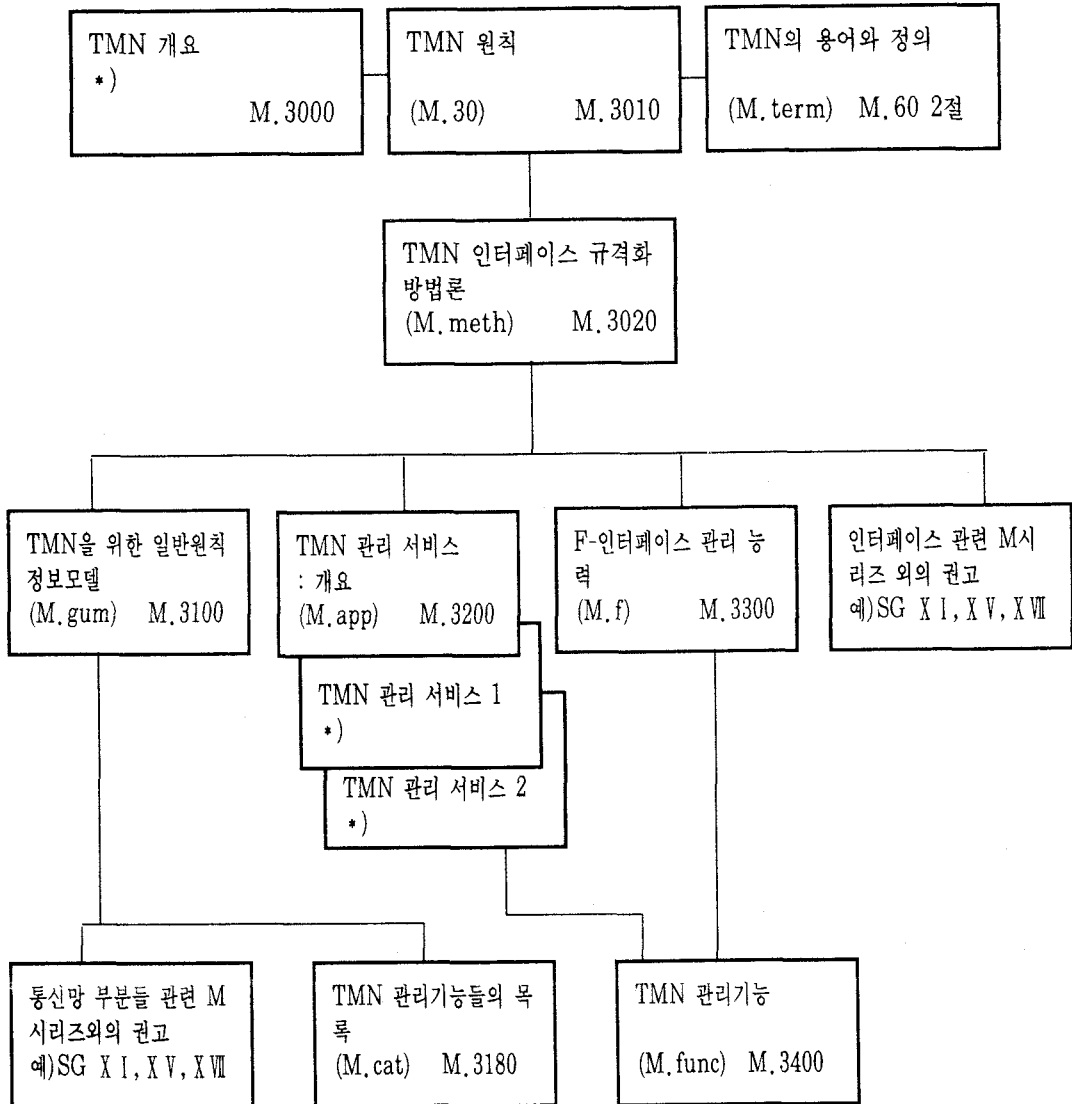 TMN 개요
*)
M.3000
TMN 원칙
(M.30) M.3010
TMN의 용어와 정의
(M.term) M.60 2절
TMN 인터페이스 규격화
방법론
(M.meth) M.3020
TMN을 위한 일반원칙
정보모델
(M.gum) M.3100
TMN 관리 서비스
: 개요
(M.app) M.3200
TMN 관리 서비스 1
*)
TMN 관리 서비스 2
*)
F-인터페이스 관리 능
력
(M.f) M.3300
인터페이스 관련 M시
리즈 외의 권고
예)SG XI, XV, XVII
통신망 부분들 관련 M
시리즈외의 권고
예)SG XI, XV, XVII
TMN 관리기능들의 목
록
(M.cat) M.3180
TMN 관리기능
(M.func) M.3400